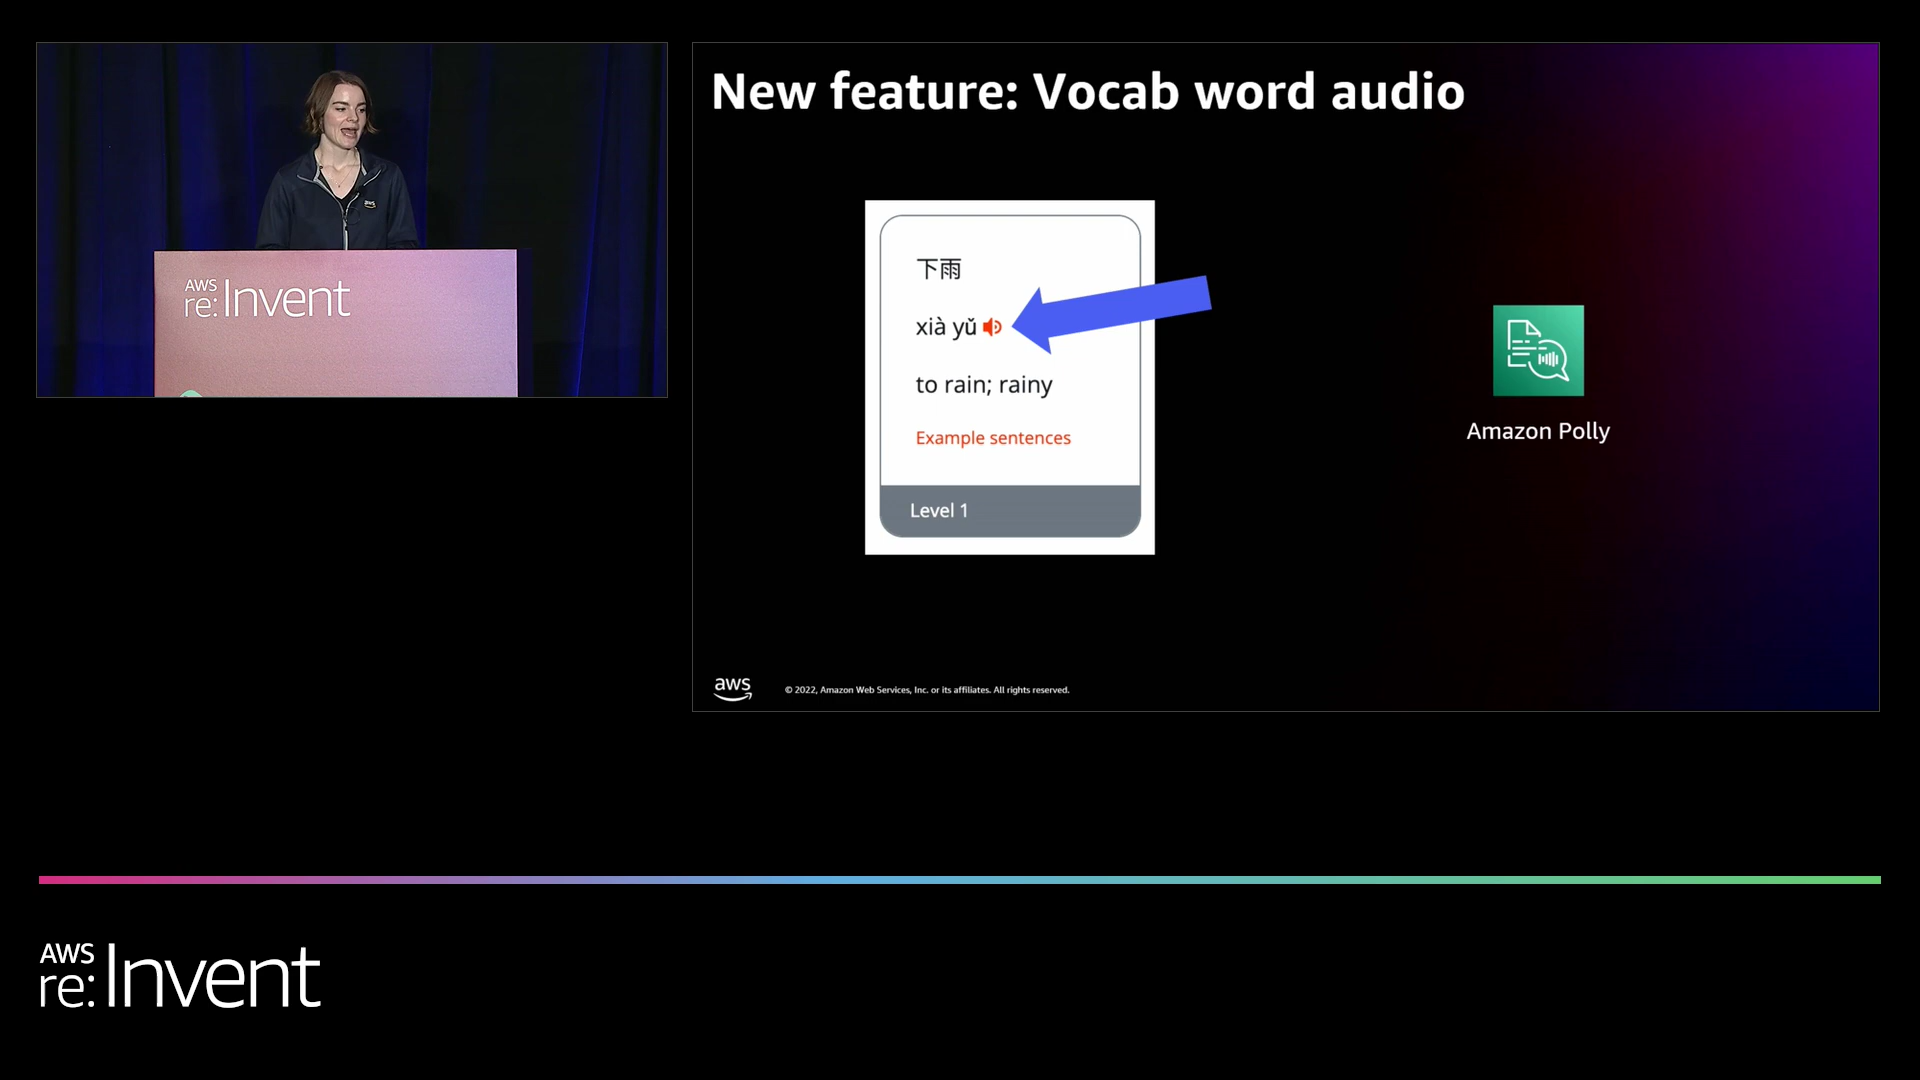 AWS
re:Invent
aws
New feature: Vocab word audio
下雨
xià yǔ
to rain; rainy
Example sentences
Level 1
Amazon Polly
aws
© 2022, Amazon Web Services, Inc. or its affiliates. All rights reserved.
AWS
re:Invent